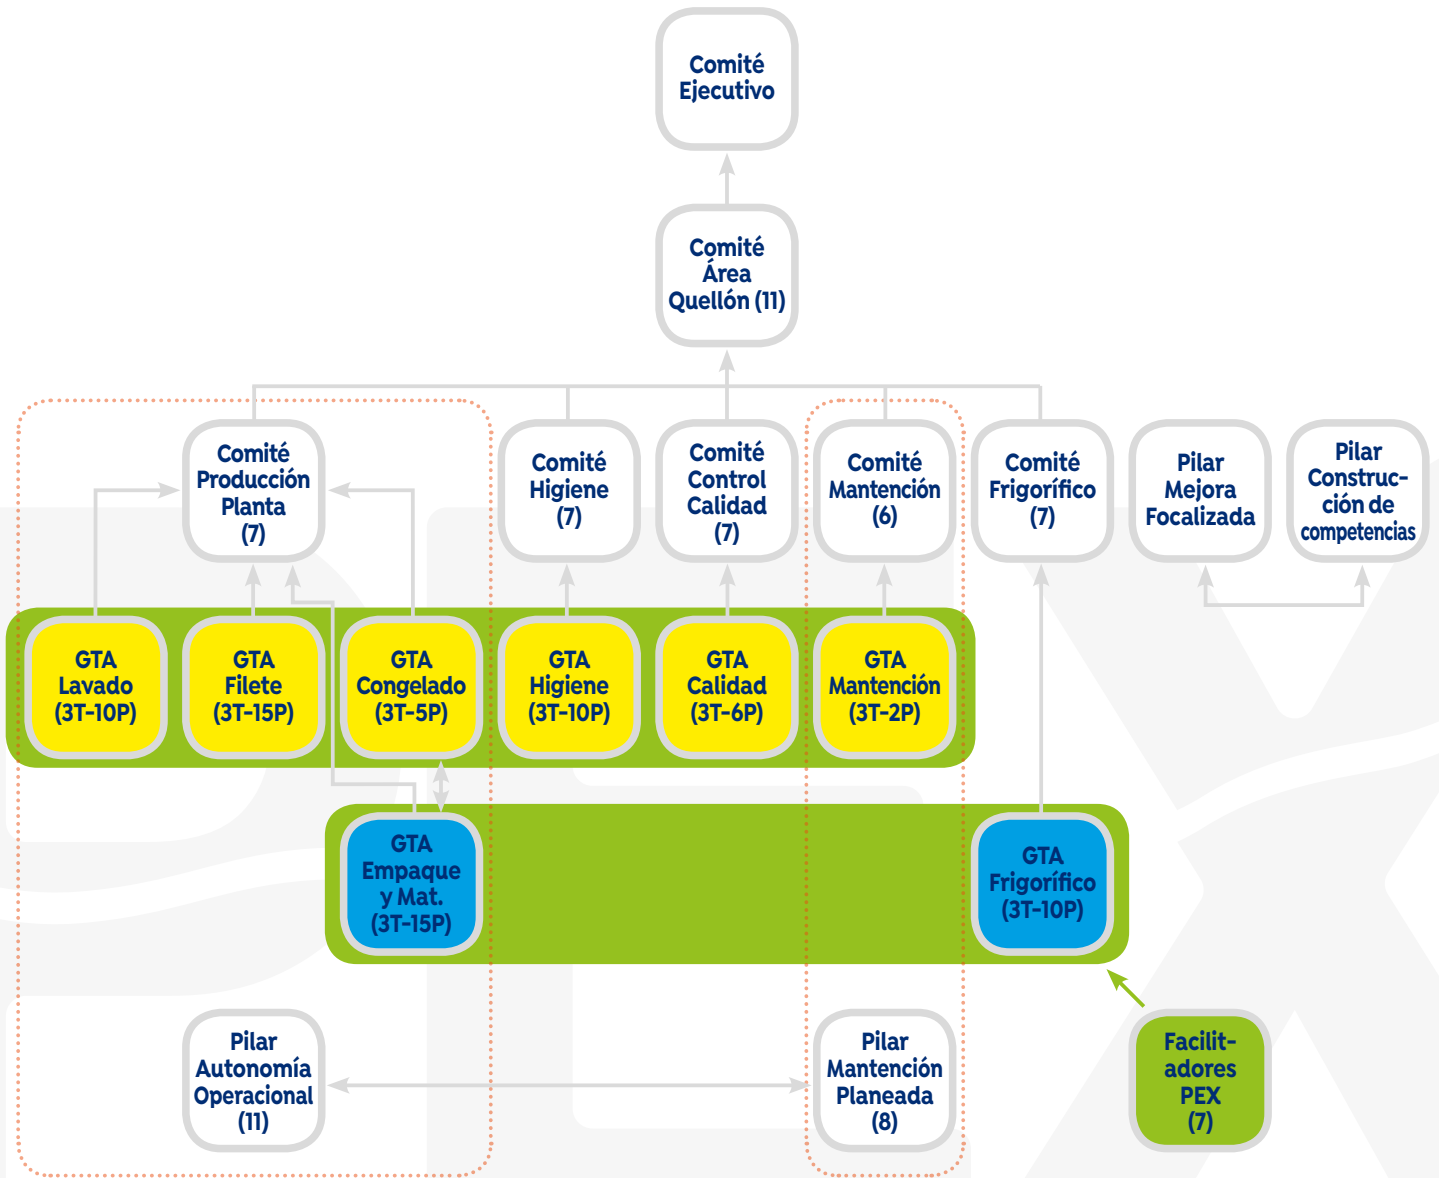 Comité
Ejecutivo
Comité
Área
Quellón (11)
Comité
Producción
Planta
(7)
Comité
Higiene
(7)
Comité
Control
Calidad
(7)
Comité
Mantención
(6)
Comité
Frigorífico
(7)
Pilar
Mejora
Focalizada
Pilar
Construc-
ción de
competencias
GTA
Lavado
(3T-10P)
GTA
Filete
(3T-15P)
GTA
Congelado
(3T-5P)
GTA
Higiene
(3T-10P)
GTA
Calidad
(3T-6P)
GTA
Mantención
(3T-2P)
GTA
Empaque
y Mat.
(3T-15P)
GTA
Frigorífico
(3T-10P)
Pilar
Autonomía
Operacional
(11)
Pilar
Mantención
Planeada
(8)
Facilit-
adores
PEX
(7)